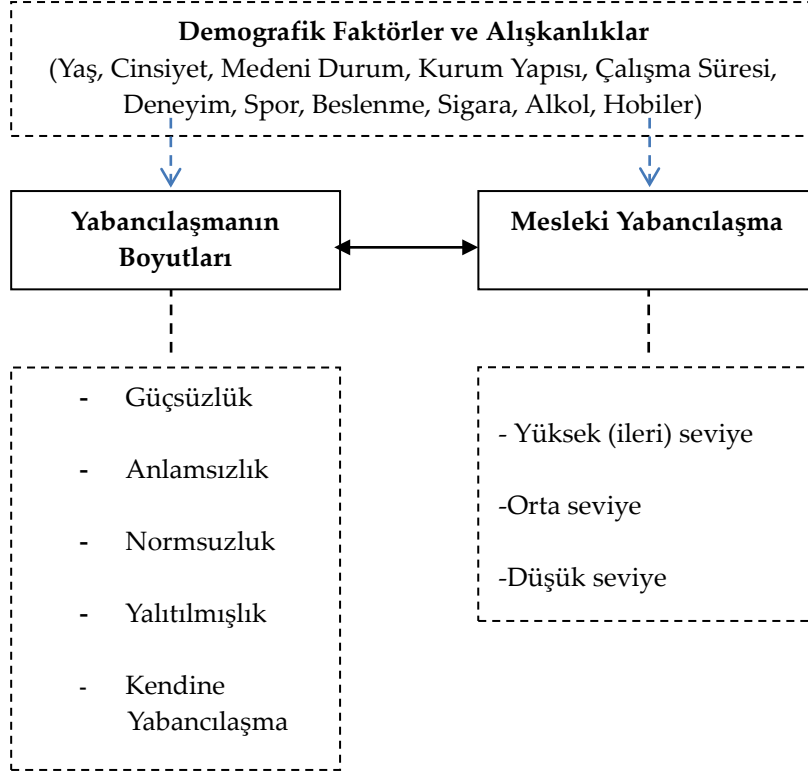 Demografik Faktörler ve Alışkanlıklar
(Yaş, Cinsiyet, Medeni Durum, Kurum Yapısı, Çalışma Süresi,
Deneyim, Spor, Beslenme, Sigara, Alkol, Hobiler)
Yabancılaşmanın
Boyutları
Mesleki Yabancılaşma
- Güçsüzlük
- Anlamsızlık
- Normsuzluk
- Yalıtılmışlık
- Kendine
Yabancılaşma
- Yüksek (ileri) seviye
-Orta seviye
-Düşük seviye